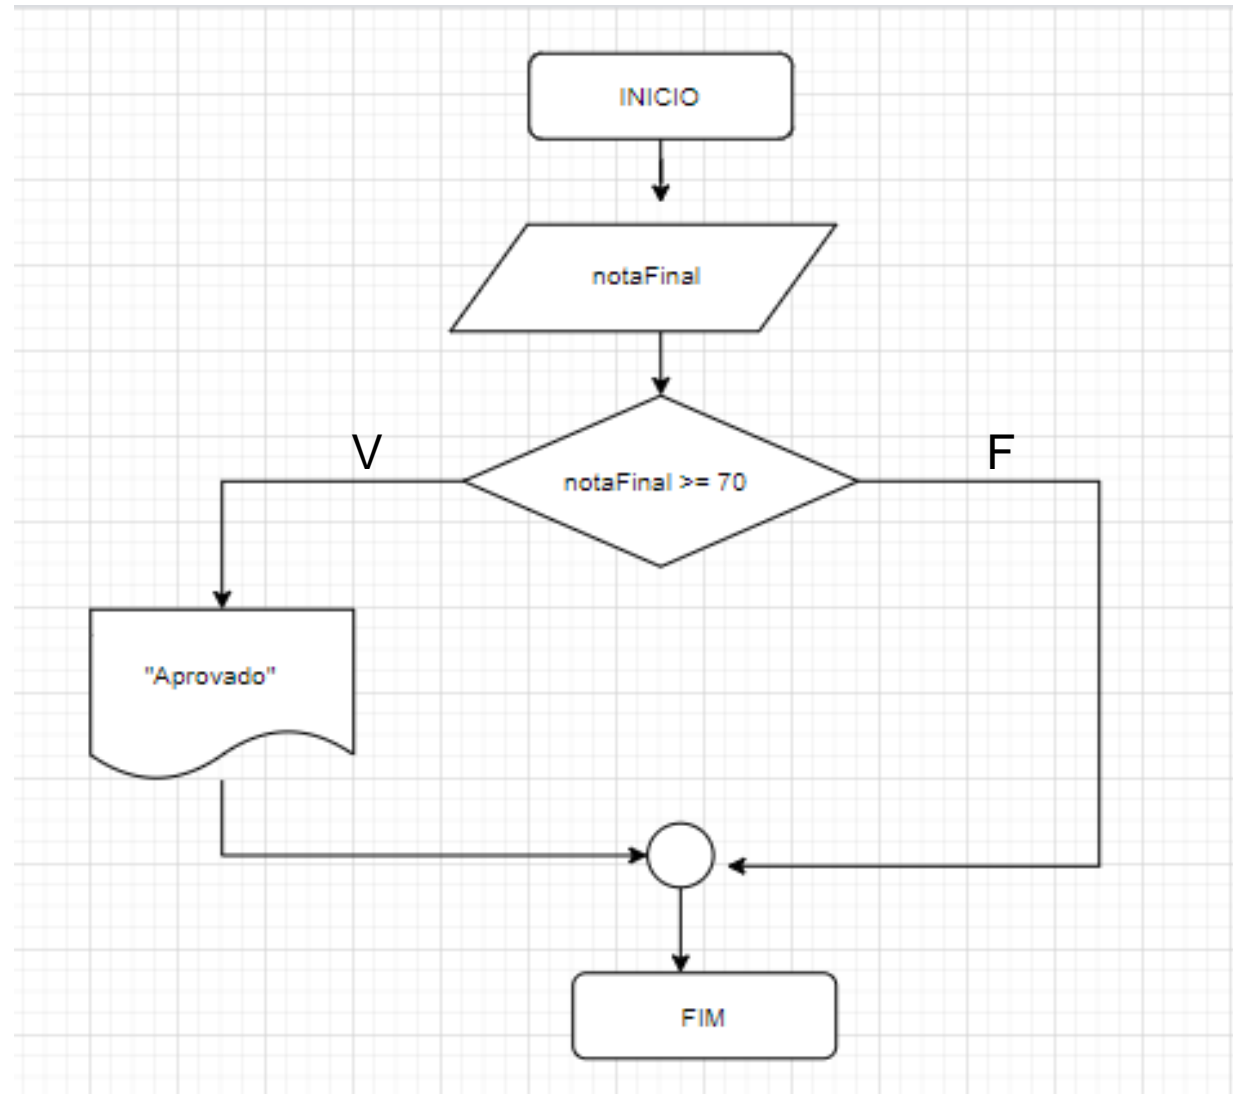 INICIO
notaFinal
V
F
notaFinal >= 70
"Aprovado"
FIM